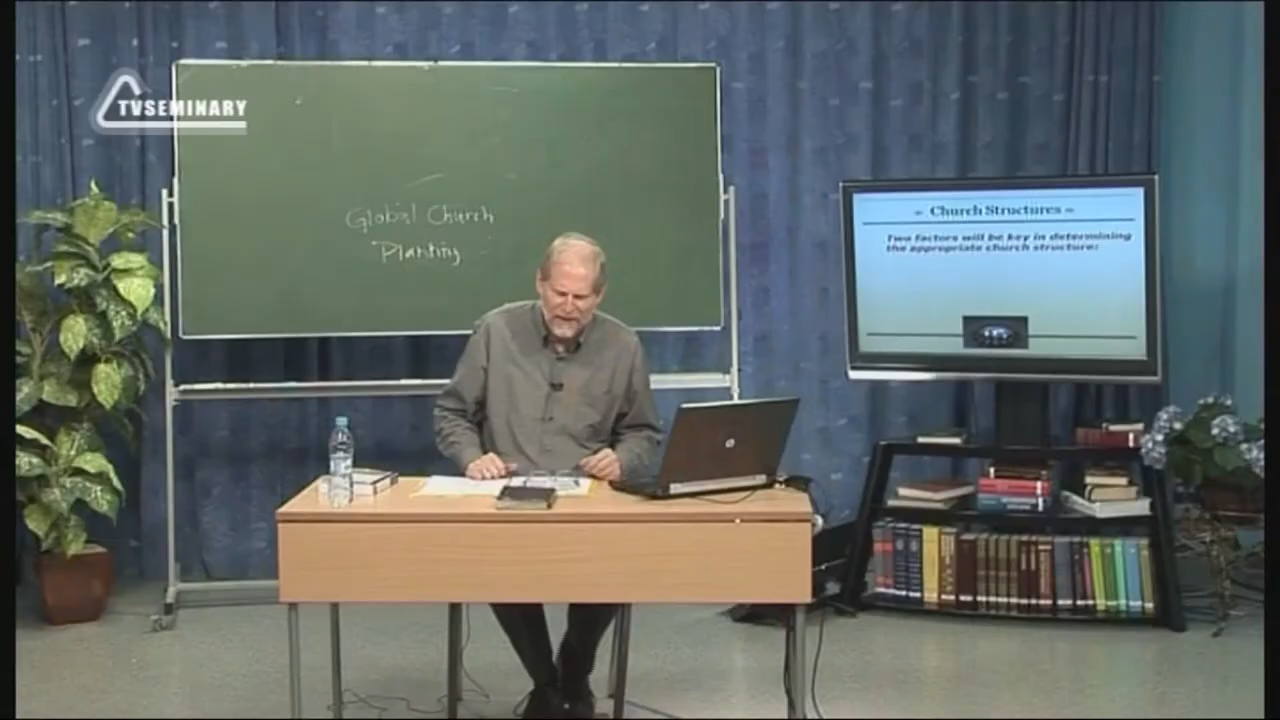 TVSEMINARY
Global Church
Planting
Church Structures
Two factors will be key in determining
the appropriate church structure: